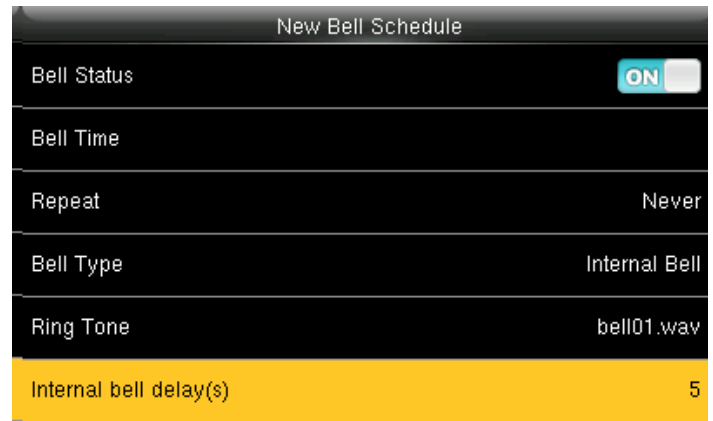 New Bell Schedule
Bell Status ON
Bell Time
Repeat Never
Bell Type Internal Bell
Ring Tone bell01.wav
Internal bell delay(s) 5